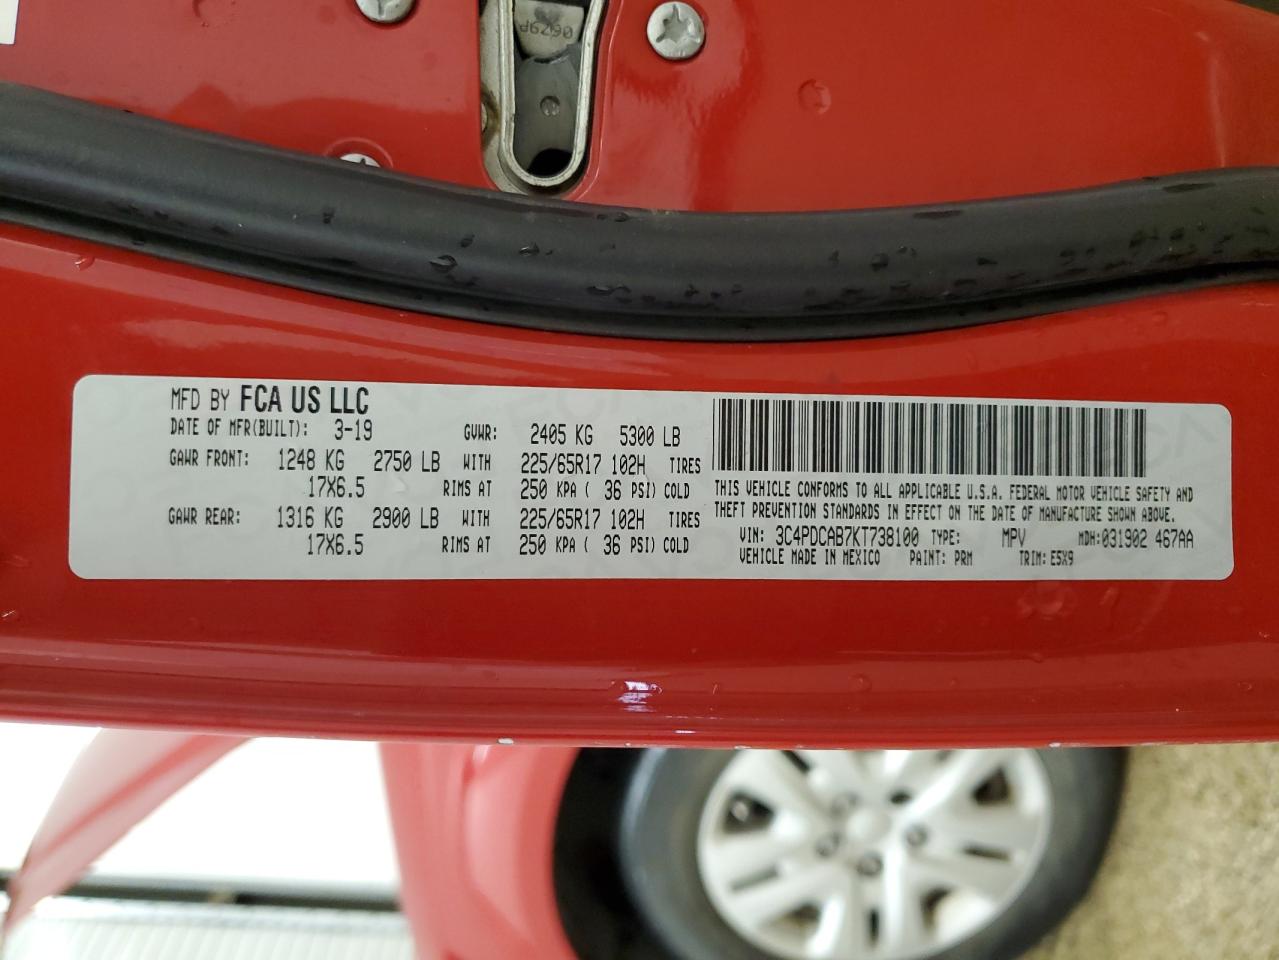 0679P
MFD BY FCA US LLC
DATE OF MFR(BUILT): 3-19 GVWR: 2405 KG 5300 LB
GAWR FRONT: 1248 KG 2750 LB WITH 225/65R17 102H TIRES
17X6.5 RIMS AT 250 KPA ( 36 PSI) COLD
GAWR REAR: 1316 KG 2900 LB WITH 225/65R17 102H TIRES
17X6.5 RIMS AT 250 KPA ( 36 PSI) COLD
THIS VEHICLE CONFORMS TO ALL APPLICABLE U.S.A. FEDERAL MOTOR VEHICLE SAFETY AND
THEFT PREVENTION STANDARDS IN EFFECT ON THE DATE OF MANUFACTURE SHOWN ABOVE.
VIN: 3C4PDCAB7KT738100 TYPE: MPV MDH:031902 467AA
VEHICLE MADE IN MEXICO PAINT: PRM TRIM: E5X9